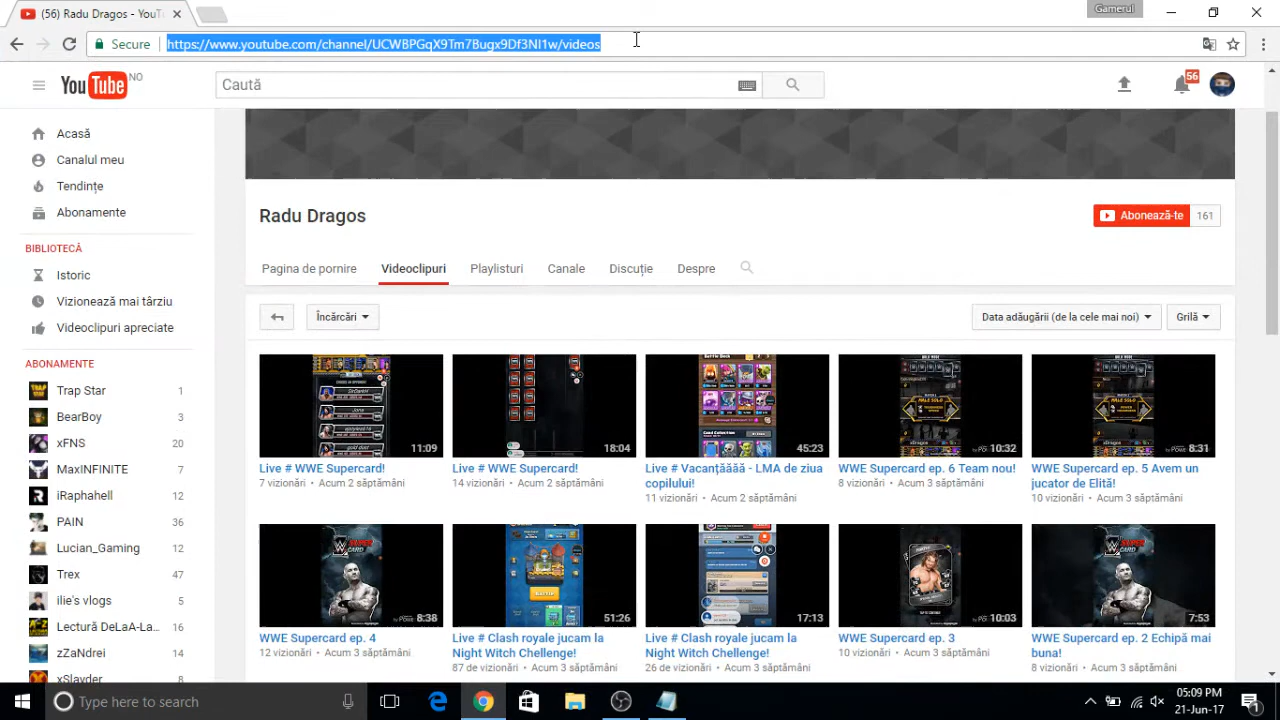 (56) Radu Dragos - YouT
Gamerul
Secure
https://www.youtube.com/channel/UCWBPGqX9Tm7Bugx9Df3NI1w/videos
YouTube NO
Caută
56
Acasă
Canalul meu
Tendințe
Abonamente
BIBLIOTECĂ
Istoric
Vizionează mai târziu
Videoclipuri apreciate
ABONAMENTE
Trap Star 1
BearBoy 3
xFNS 20
MaxINFINITE 7
iRaphahell 12
PAIN 36
Lucian_Gaming 12
Trex 47
ilie's vlogs 5
Lectură DeLaA-La... 16
zZaNdrei 14
xSlayder 8
Radu Dragos
Abonează-te 161
Pagina de pornire Videoclipuri Playlisturi Canale Discuție Despre
Încărcări
Data adăugării (de la cele mai noi) Grilă
11:09 18:04 45:23 10:32 8:31
Live # WWE Supercard!
7 vizionări • Acum 2 săptămâni
Live # WWE Supercard!
14 vizionări • Acum 2 săptămâni
Live # Vacanțăăăă - LMA de ziua
copilului!
11 vizionări • Acum 2 săptămâni
WWE Supercard ep. 6 Team nou!
8 vizionări • Acum 3 săptămâni
WWE Supercard ep. 5 Avem un
jucator de Elită!
10 vizionări • Acum 3 săptămâni
8:38 51:26 17:13 10:03 7:53
WWE Supercard ep. 4
12 vizionări • Acum 3 săptămâni
Live # Clash royale jucam la
Night Witch Chellenge!
87 de vizionări • Acum 3 săptămâni
Live # Clash royale jucam la
Night Witch Chellenge!
26 de vizionări • Acum 3 săptămâni
WWE Supercard ep. 3
10 vizionări • Acum 3 săptămâni
WWE Supercard ep. 2 Echipă mai
buna!
8 vizionări • Acum 3 săptămâni
Type here to search
05:09 PM
21-Jun-17
1